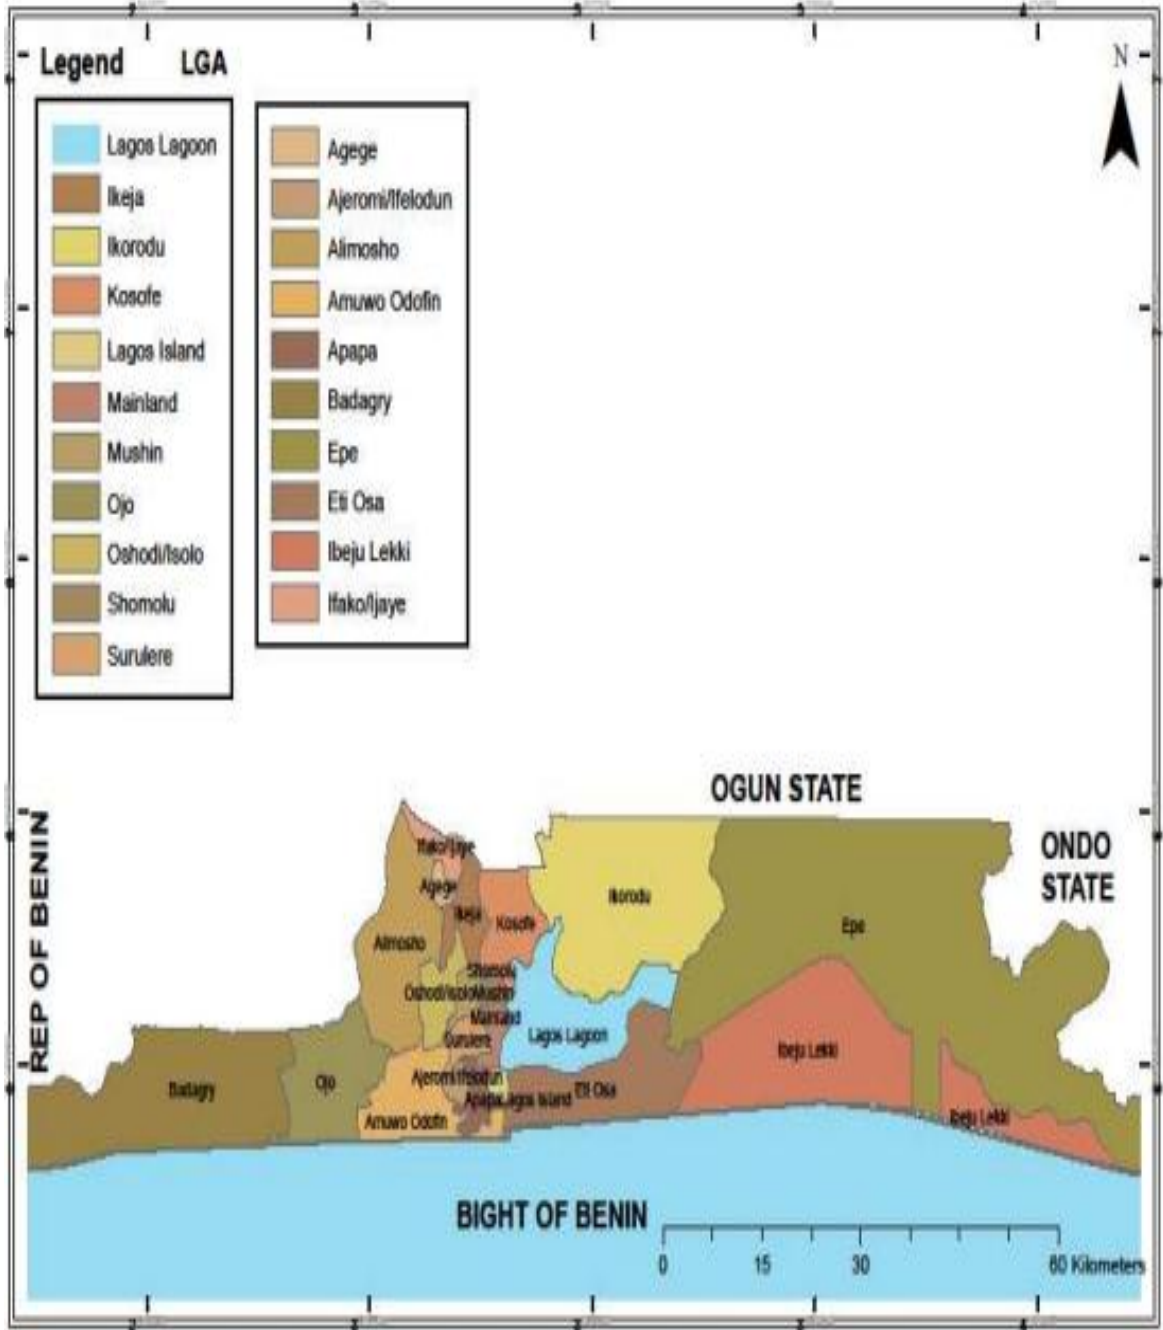 Legend LGA
Lagos Lagoon
Ikeja
Ikorodu
Kosofe
Lagos Island
Mainland
Mushin
Ojo
Oshodi/Isolo
Shomolu
Surulere
Agege
Ajeromi/Ifelodun
Alimosho
Amuwo Odofin
Apapa
Badagry
Epe
Eti Osa
Ibeju Lekki
Ifako/Ijaye
N
OGUN STATE
REP OF BENIN
ONDO
STATE
Ifako/Ijaye
Agege
Ikeja
Kosofe
Ikorodu
Epe
Alimosho
Shomolu
Oshodi/Isolo
Mushin
Mainland
Surulere
Lagos Lagoon
Ibeju Lekki
Ajeromi/Ifelodun
Ojo
Badagry
Apapa
Lagos Island
Eti Osa
Amuwo Odofin
Ibeju Lekki
BIGHT OF BENIN
0 15 30 60 Kilometers